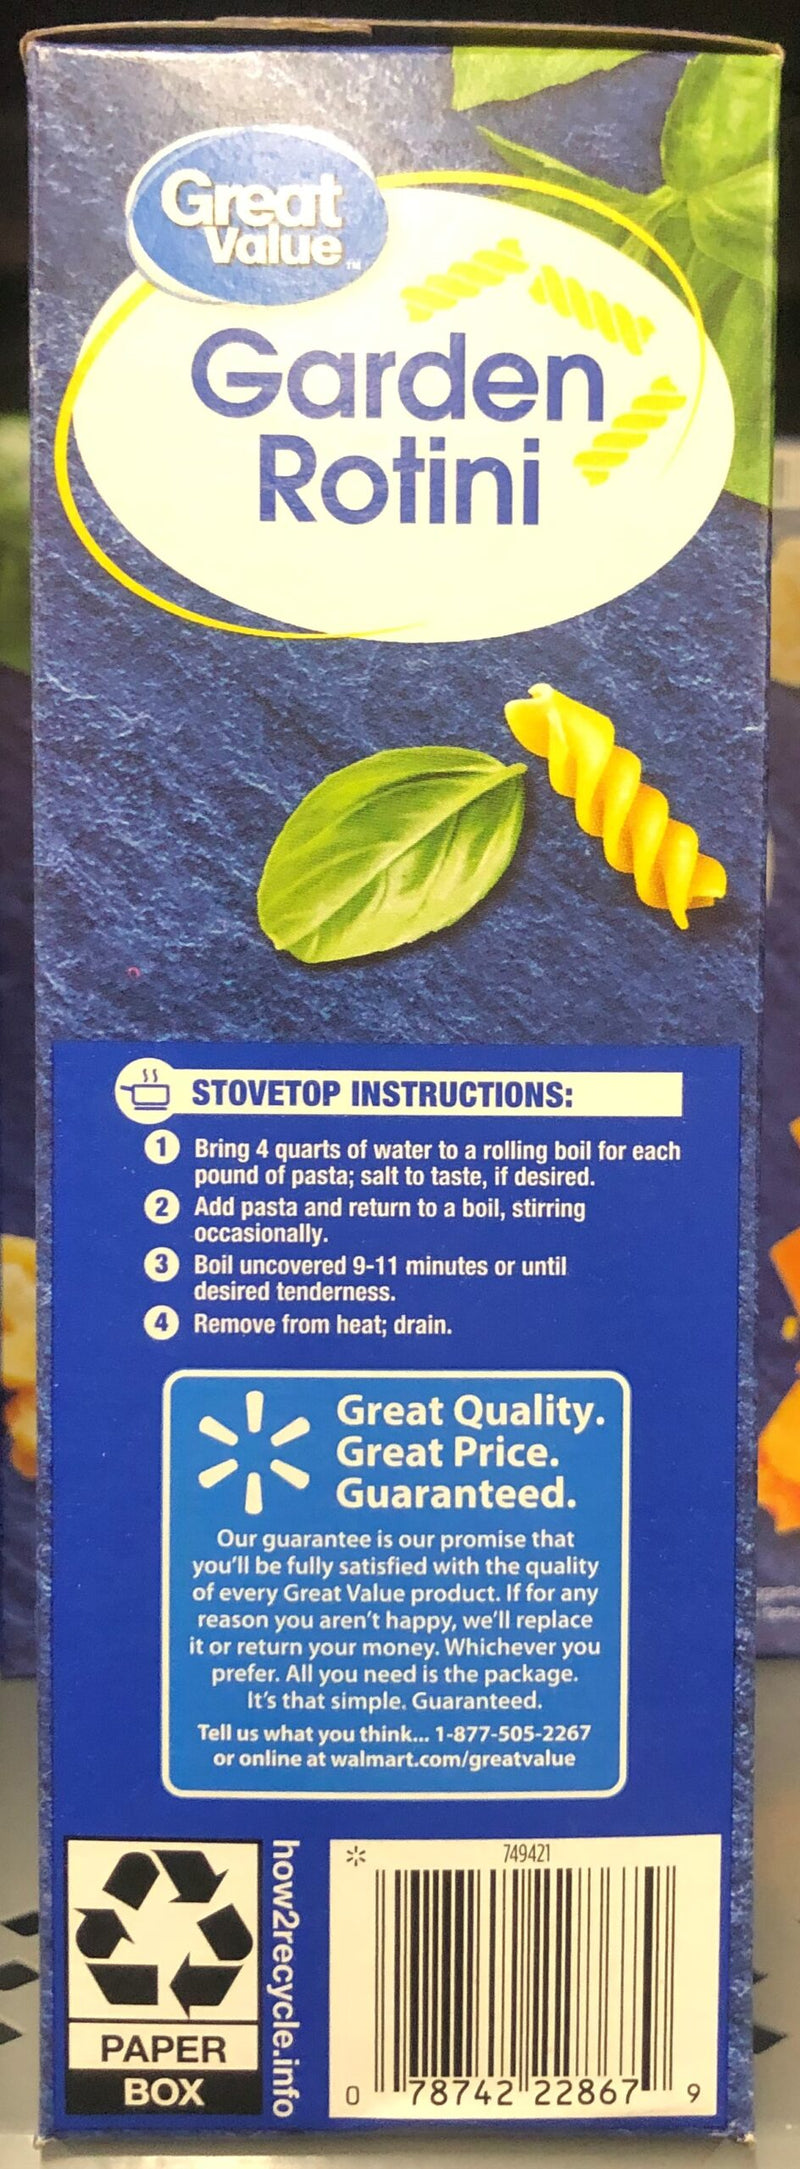 Great
Value™
Garden
Rotini
STOVETOP INSTRUCTIONS:
1 Bring 4 quarts of water to a rolling boil for each
pound of pasta; salt to taste, if desired.
2 Add pasta and return to a boil, stirring
occasionally.
3 Boil uncovered 9-11 minutes or until
desired tenderness.
4 Remove from heat; drain.
Great Quality.
Great Price.
Guaranteed.
Our guarantee is our promise that
you'll be fully satisfied with the quality
of every Great Value product. If for any
reason you aren't happy, we'll replace
it or return your money. Whichever you
prefer. All you need is the package.
It's that simple. Guaranteed.
Tell us what you think... 1-877-505-2267
or online at walmart.com/greatvalue
PAPER
BOX
how2recycle.info
749421
0 78742 22867 9